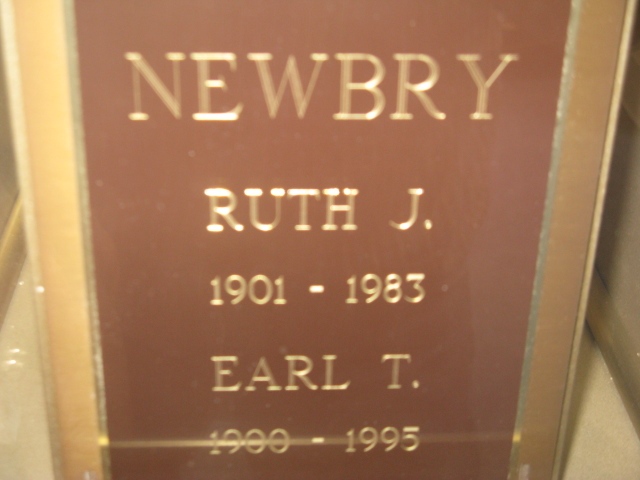 NEWBRY
RUTH J.
1901 - 1983
EARL T.
1900 - 1995